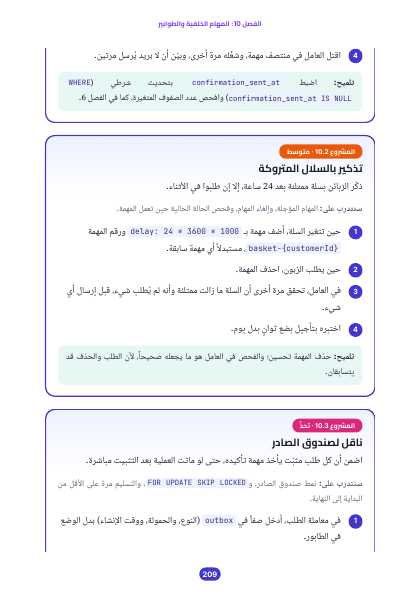 الفصل 10: المهام الخلفية والطوابير
4 اقتل العامل في منتصف مهمة، وشغّله مرة أخرى، وبيّن أن لا بريد يُرسل مرتين.
تلميح: اضبط confirmation_sent_at بتحديث شرطي (WHERE
confirmation_sent_at IS NULL) وافحص عدد الصفوف المتغيرة، كما في الفصل 6.
المشروع 10.2 · متوسط
تذكير بالسلال المتروكة
ذكّر الزبائن بسلة ممتلئة بعد 24 ساعة، إلا إن طلبوا في الأثناء.
ستتدرب على: المهام المؤجلة، وإلغاء المهام، وفحص الحالة الحالية حين تعمل المهمة.
1 حين تتغير السلة، أضف مهمة بـ delay: 24 * 3600 * 1000 ورقم المهمة
basket-{customerId}، مستبدلاً أي مهمة سابقة.
2 حين يطلب الزبون، احذف المهمة.
3 في العامل، تحقق مرة أخرى أن السلة ما زالت ممتلئة وأنه لم يُطلب شيء، قبل إرسال أي
شيء.
4 اختبره بتأجيل بضع ثوانٍ بدل يوم.
تلميح: حذف المهمة تحسين؛ والفحص في العامل هو ما يجعله صحيحاً، لأن الطلب والحذف قد
يتسابقان.
المشروع 10.3 · تحدٍّ
ناقل لصندوق الصادر
اضمن أن كل طلب مثبّت يأخذ مهمة تأكيده، حتى لو ماتت العملية بعد التثبيت مباشرة.
ستتدرب على: نمط صندوق الصادر، و FOR UPDATE SKIP LOCKED، والتسليم مرة على الأقل من
البداية إلى النهاية.
1 في معاملة الطلب، أدخل صفاً في outbox (النوع، والحمولة، ووقت الإنشاء) بدل الوضع
في الطابور.
209